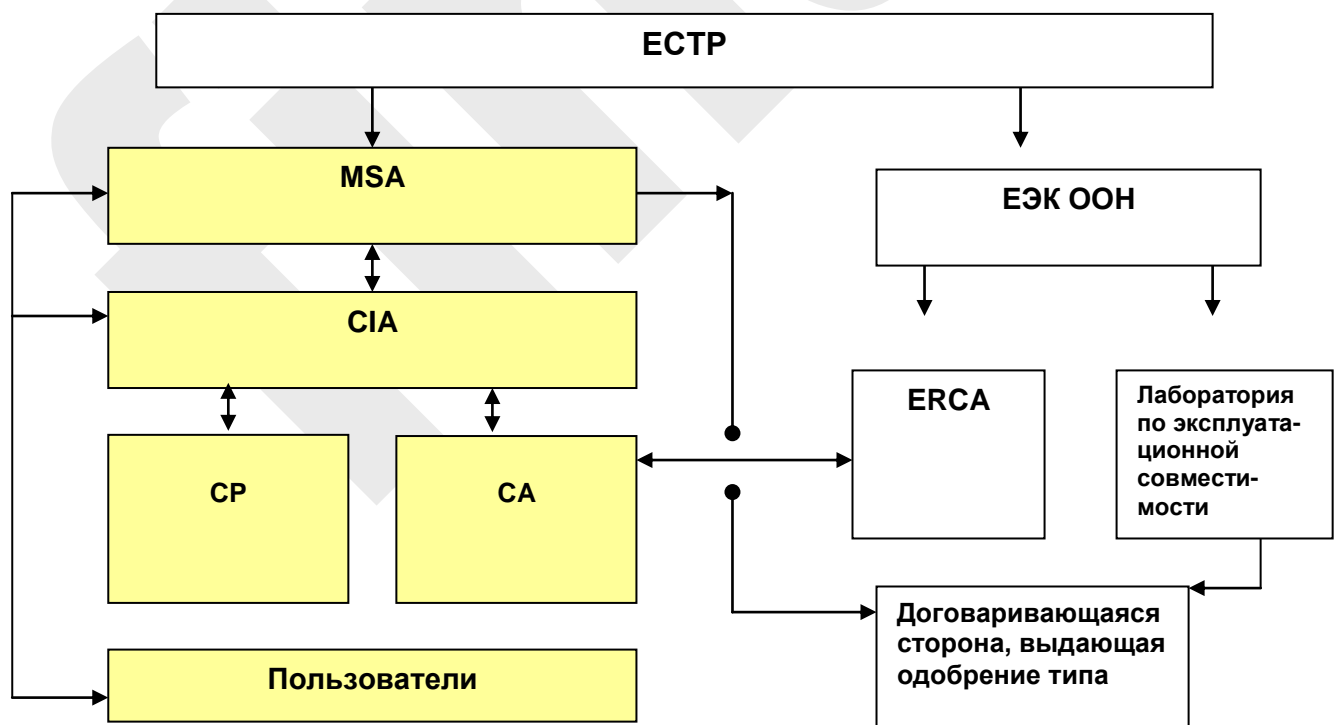 ЕСТР
MSA
ЕЭК ООН
CIA
ERCA
Лаборатория
по эксплуата-
ционной
совмести-
мости
CP
CA
Договаривающаяся
сторона, выдающая
одобрение типа
Пользователи